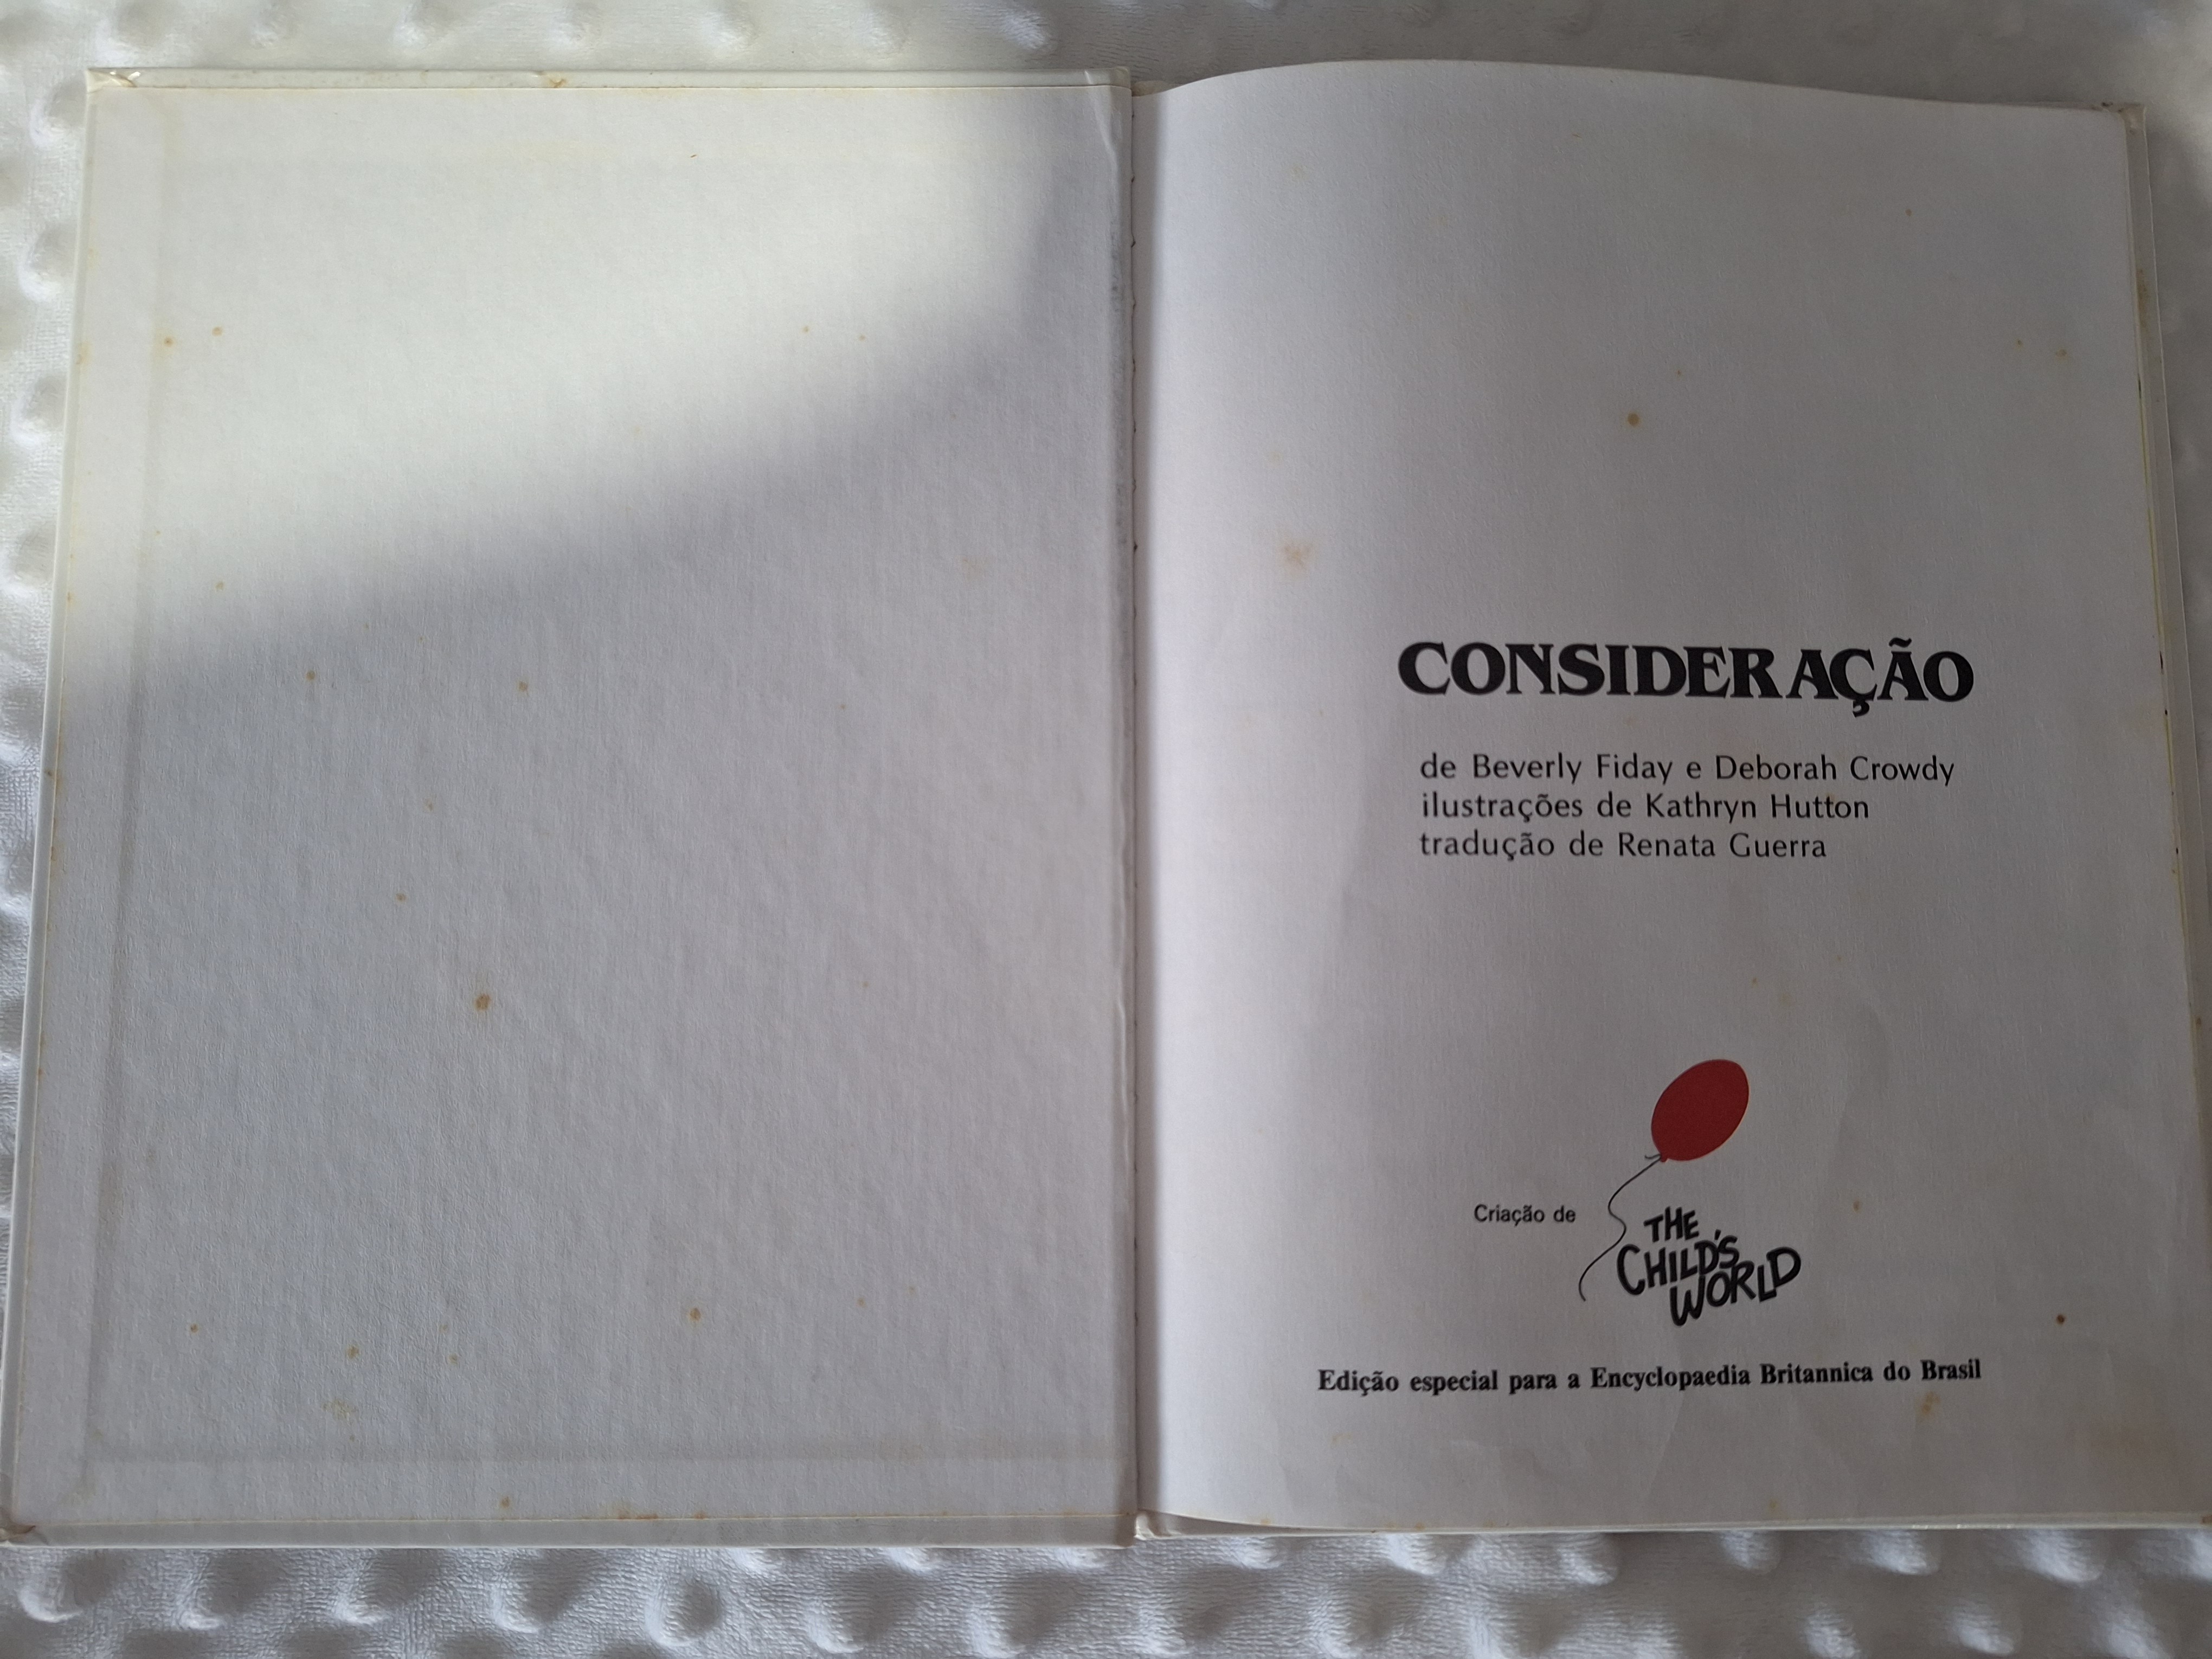 CONSIDERAÇÃO
de Beverly Fiday e Deborah Crowdy
ilustrações de Kathryn Hutton
tradução de Renata Guerra
Criação de
THE
CHILD'S
WORLD
Edição especial para a Encyclopaedia Britannica do Brasil